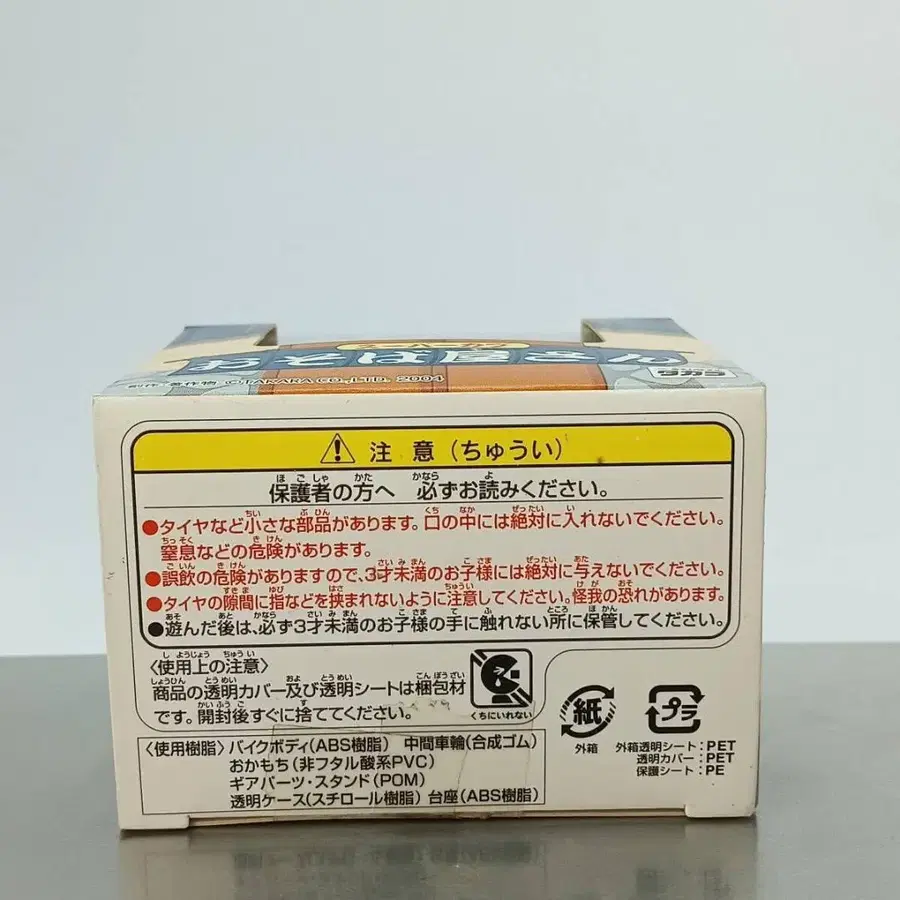 スーパーカブ
おそば屋さん
創作・著作物 ©TAKARA CO.,LTD. 2004
タカラ
注 意 (ちゅうい)
保護者の方へ 必ずお読みください。
●タイヤなど小さな部品があります。口の中には絶対に入れないでください。
窒息などの危険があります。
●誤飲の危険がありますので、3才未満のお子様には絶対に与えないでください。
●タイヤの隙間に指などを挟まれないように注意してください。怪我の恐れがあります。
●遊んだ後は、必ず3才未満のお子様の手に触れない所に保管してください。
〈使用上の注意〉
商品の透明カバー及び透明シートは梱包材
です。開封後すぐに捨ててください。
くちにいれない
紙
外箱
プラ
外箱透明シート:PET
透明カバー:PET
保護シート:PE
〈使用樹脂〉バイクボディ(ABS樹脂) 中間車輪(合成ゴム)
おかもち(非フタル酸系PVC)
ギアパーツ・スタンド(POM)
透明ケース(スチロール樹脂) 台座(ABS樹脂)